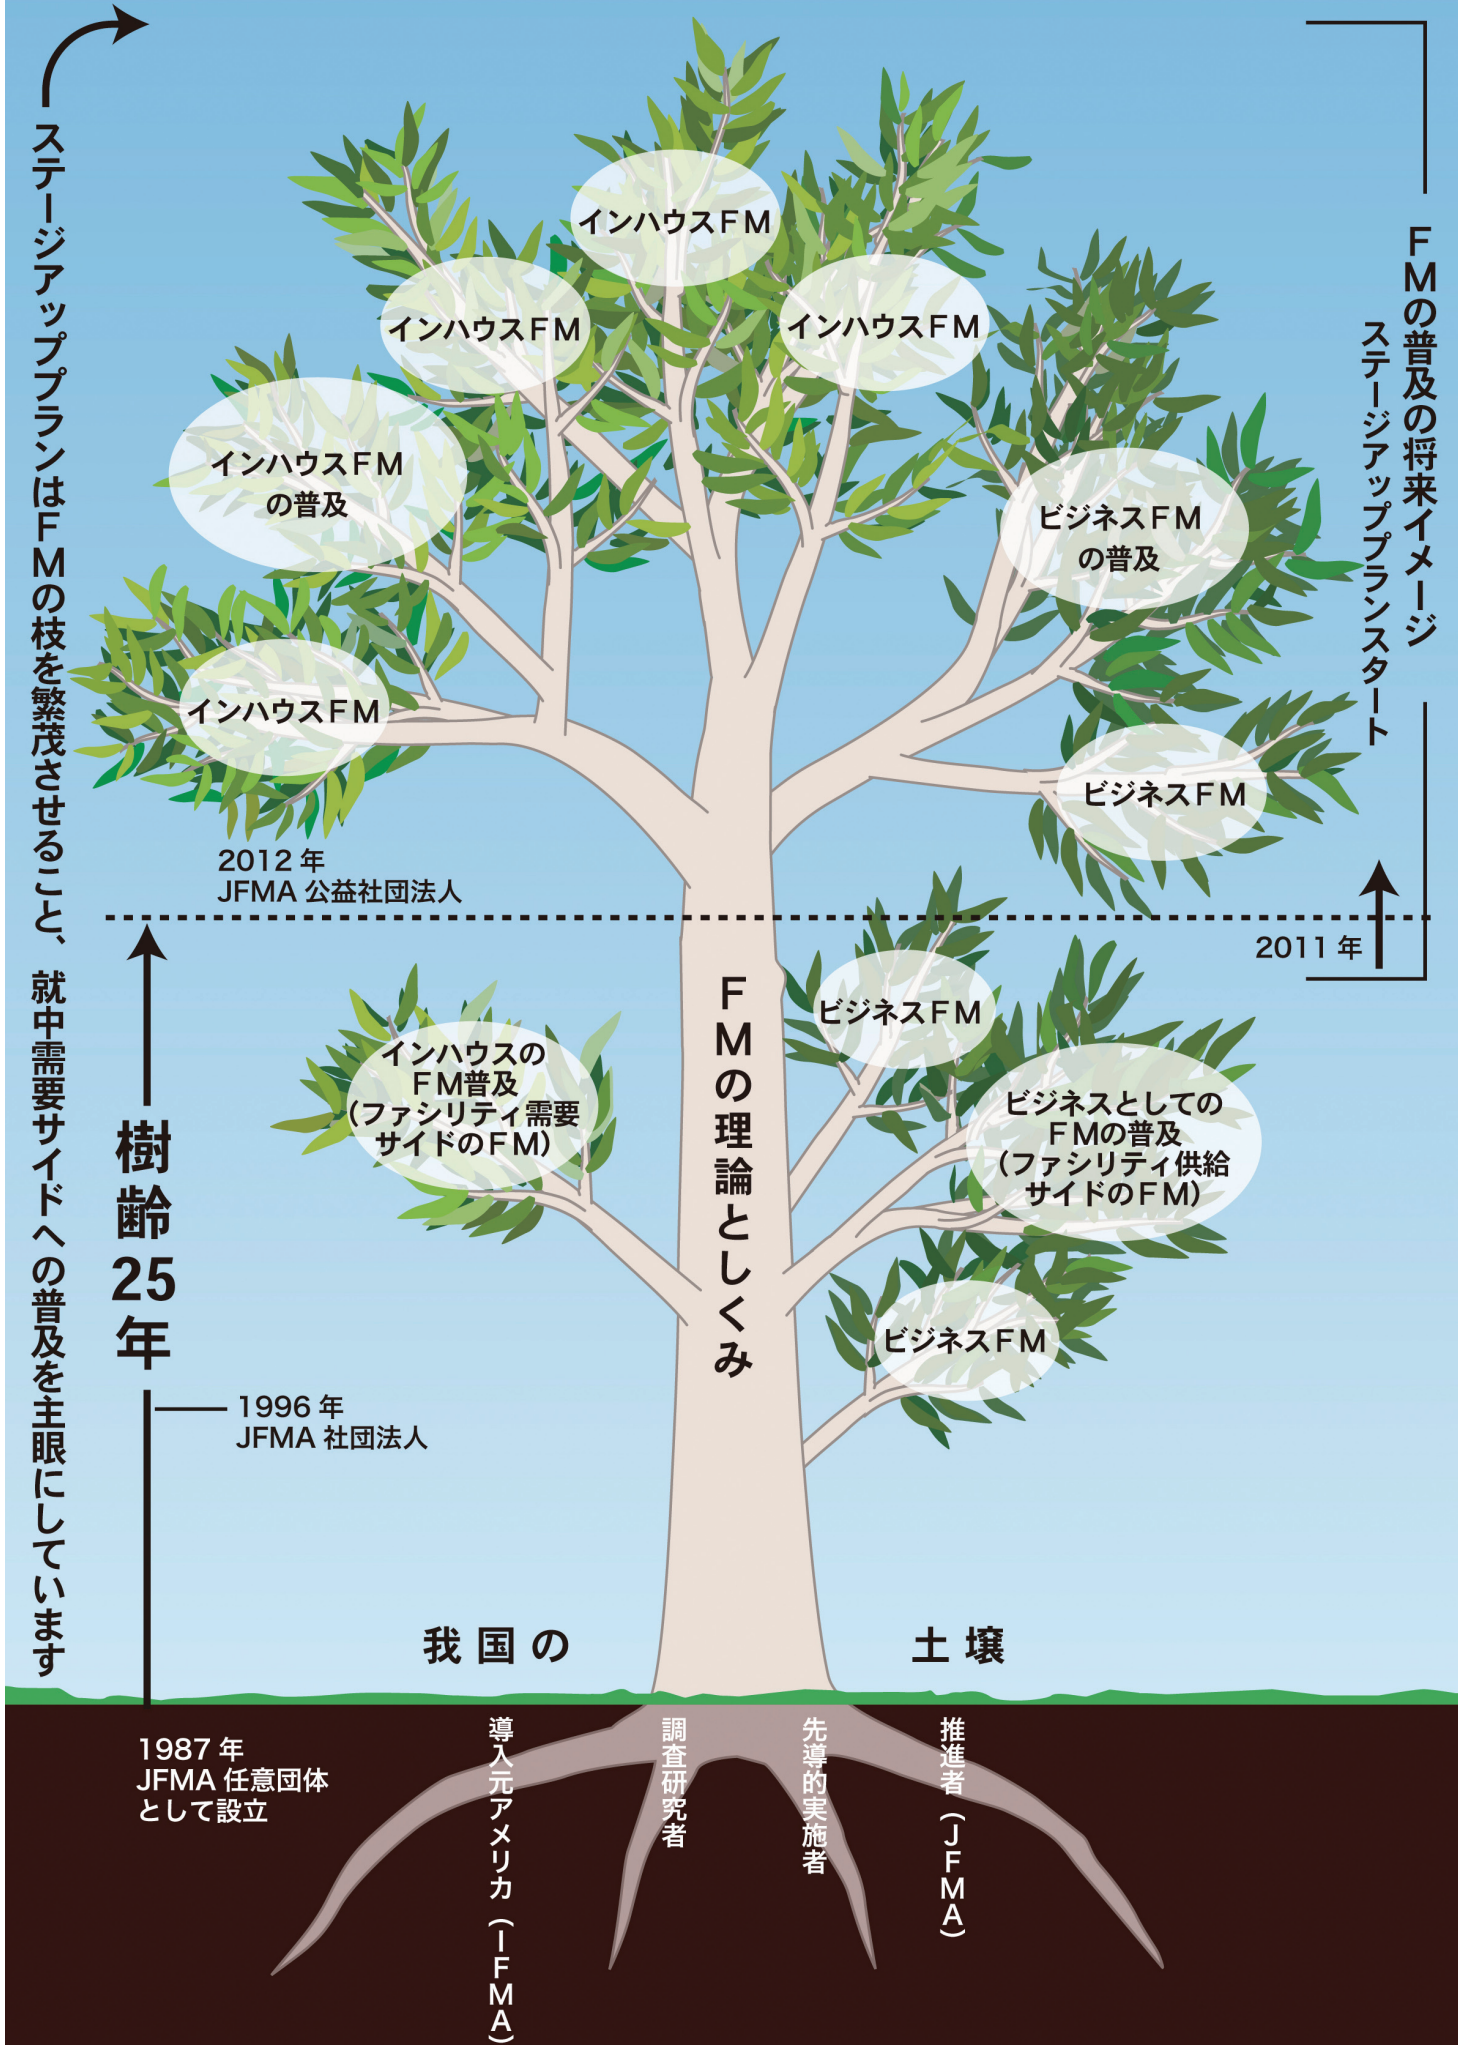 ステージアッププランはFMの枝を繁茂させること、就中需要サイドへの普及を主眼にしています
FMの普及の将来イメージ
ステージアッププランスタート
インハウスFM
インハウスFM
インハウスFM
インハウスFM
の普及
ビジネスFM
の普及
インハウスFM
ビジネスFM
2012年
JFMA 公益社団法人
2011年
樹齢25年
FMの理論としくみ
ビジネスFM
インハウスの
FM普及
(ファシリティ需要
サイドのFM)
ビジネスとしての
FMの普及
(ファシリティ供給
サイドのFM)
ビジネスFM
1996年
JFMA 社団法人
我国の 土壌
1987年
JFMA 任意団体
として設立
導入元アメリカ(IFMA)
調査研究者
先導的実施者
推進者(JFMA)